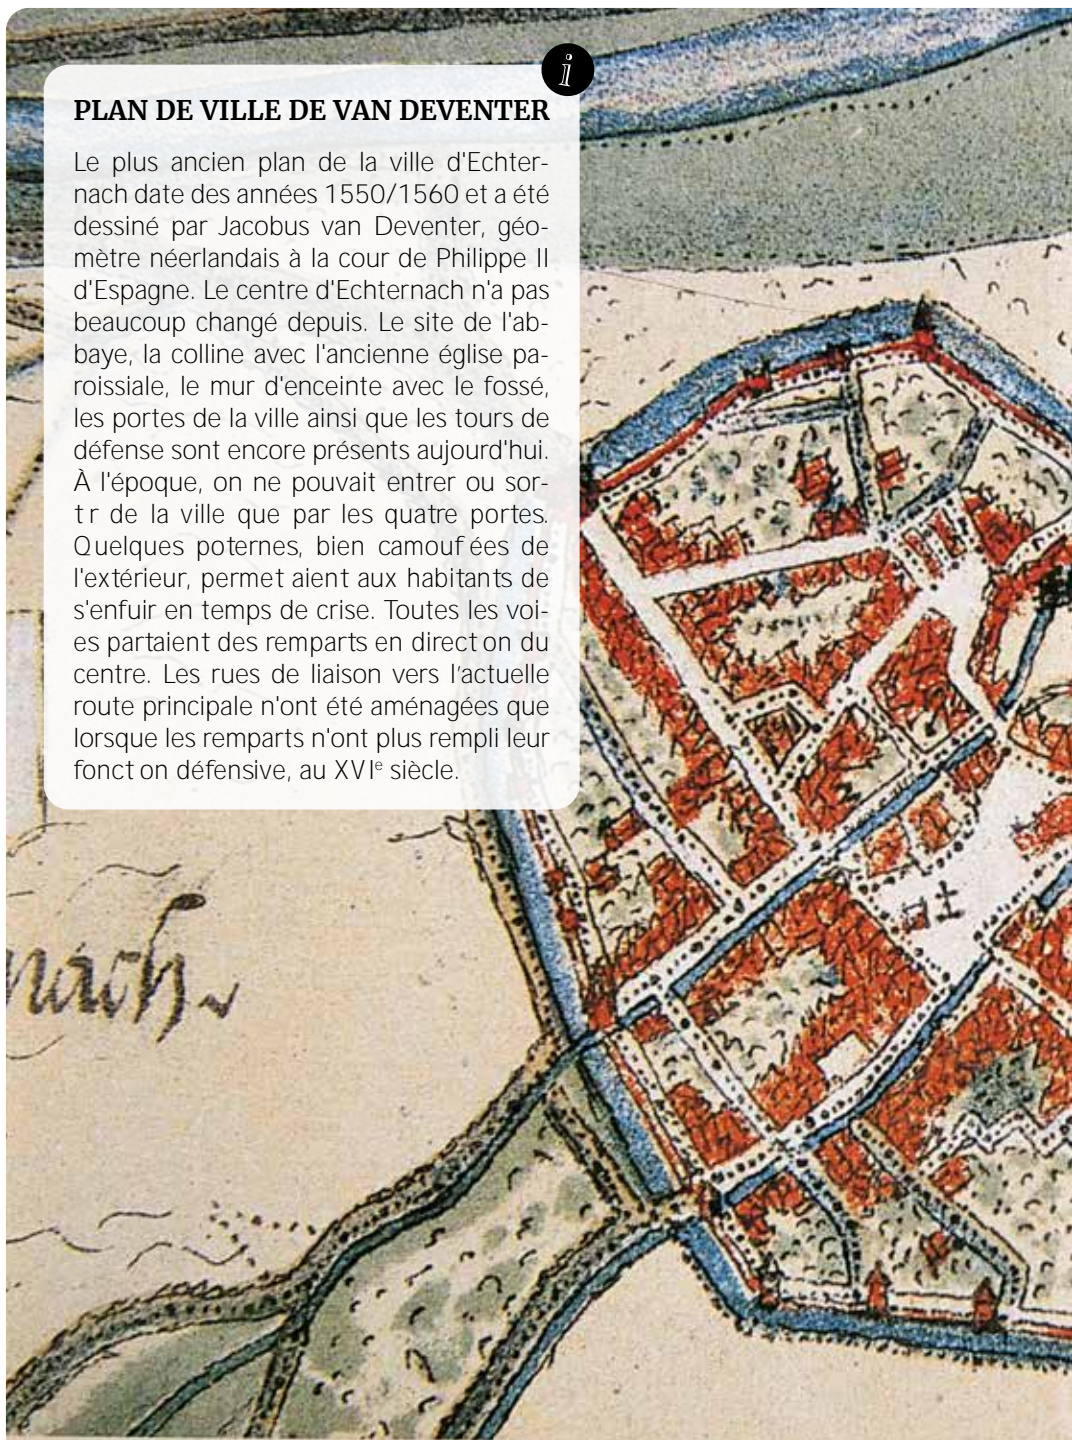 i
PLAN DE VILLE DE VAN DEVENTER
Le plus ancien plan de la ville d'Echter-
nach date des années 1550/1560 et a été
dessiné par Jacobus van Deventer, géo-
mètre néerlandais à la cour de Philippe II
d'Espagne. Le centre d'Echternach n'a pas
beaucoup changé depuis. Le site de l'ab-
baye, la colline avec l'ancienne église pa-
roissiale, le mur d'enceinte avec le fossé,
les portes de la ville ainsi que les tours de
défense sont encore présents aujourd'hui.
À l'époque, on ne pouvait entrer ou sor-
t r de la ville que par les quatre portes.
Quelques poternes, bien camouf ées de
l'extérieur, permet aient aux habitants de
s'enfuir en temps de crise. Toutes les voi-
es partaient des remparts en direct on du
centre. Les rues de liaison vers l'actuelle
route principale n'ont été aménagées que
lorsque les remparts n'ont plus rempli leur
fonct on défensive, au XVIe siècle.
nach.